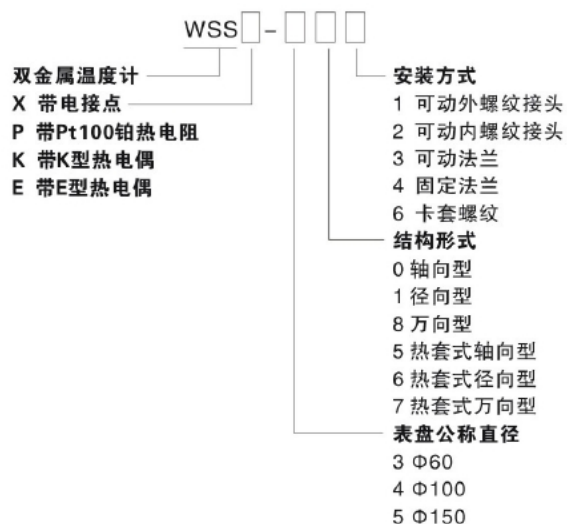 WSS□-□□□
双金属温度计
X 带电接点
P 带Pt100铂热电阻
K 带K型热电偶
E 带E型热电偶
安装方式
1 可动外螺纹接头
2 可动内螺纹接头
3 可动法兰
4 固定法兰
6 卡套螺纹
结构形式
0 轴向型
1 径向型
8 万向型
5 热套式轴向型
6 热套式径向型
7 热套式万向型
表盘公称直径
3 Φ60
4 Φ100
5 Φ150